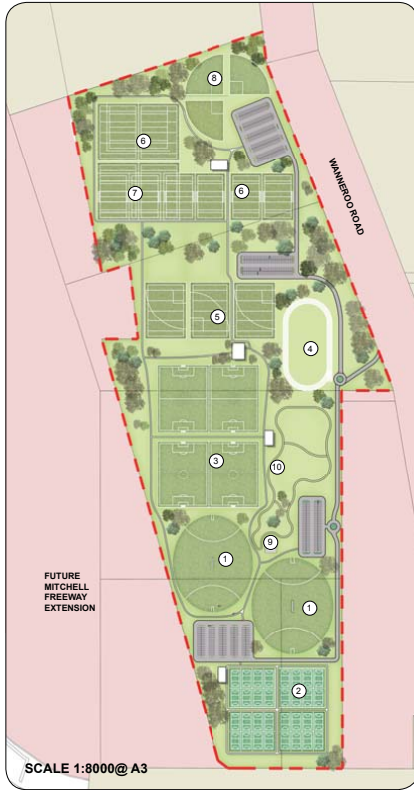 8
6
7
6
WANNEROO ROAD
5
4
3
10
9
1
1
FUTURE
MITCHELL
FREEWAY
EXTENSION
2
SCALE 1:8000@ A3